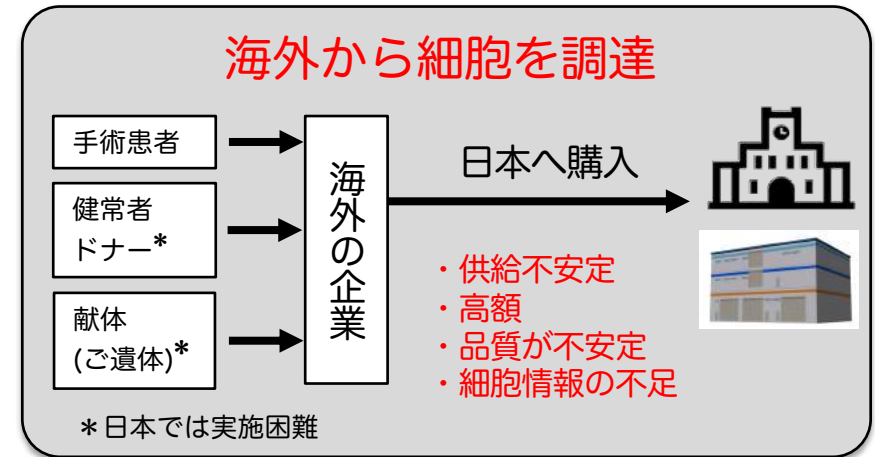 海外から細胞を調達
手術患者
健常者
ドナー*
献体
(ご遺体)*
海外の企業
日本へ購入
・供給不安定
・高額
・品質が不安定
・細胞情報の不足
*日本では実施困難